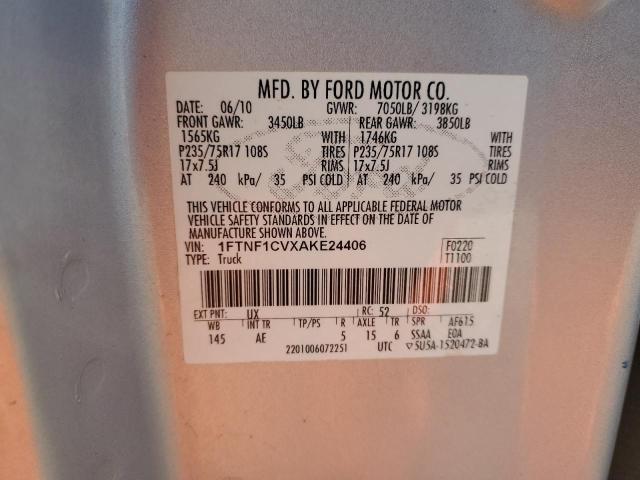 MFD. BY FORD MOTOR CO.
DATE: 06/10 GVWR: 7050LB/ 3198KG
FRONT GAWR: 3450LB REAR GAWR: 3850LB
1565KG WITH 1746KG WITH
P235/75R17 108S TIRES P235/75R17 108S TIRES
17x7.5J RIMS 17x7.5J RIMS
AT 240 kPa/ 35 PSI COLD AT 240 kPa/ 35 PSI COLD
THIS VEHICLE CONFORMS TO ALL APPLICABLE FEDERAL MOTOR
VEHICLE SAFETY STANDARDS IN EFFECT ON THE DATE OF
MANUFACTURE SHOWN ABOVE.
VIN: 1FTNF1CVXAKE24406 F0220
TYPE: Truck T1100
EXT PNT: UX RC: 52 DSO:
WB INT TR TP/PS R AXLE TR SPR AF615
145 AE 5 15 6 SSAA E0A
2201006072251 UTC ▽5U5A-1520472-BA